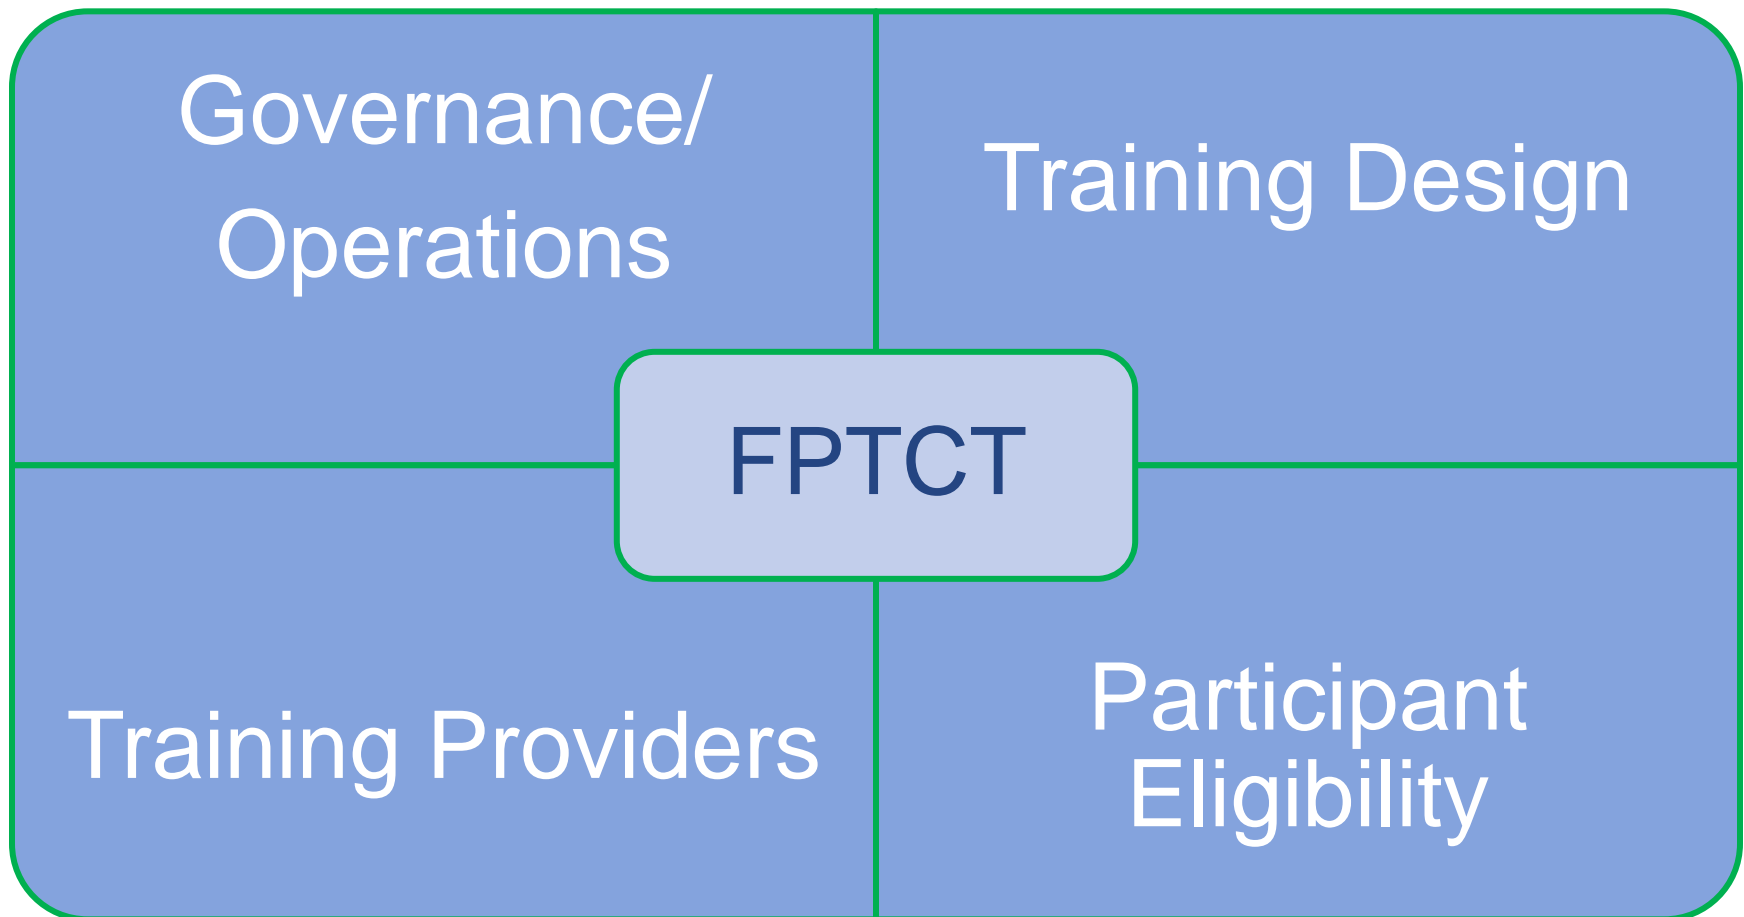 Governance/
Operations
Training Design
FPTCT
Training Providers
Participant
Eligibility